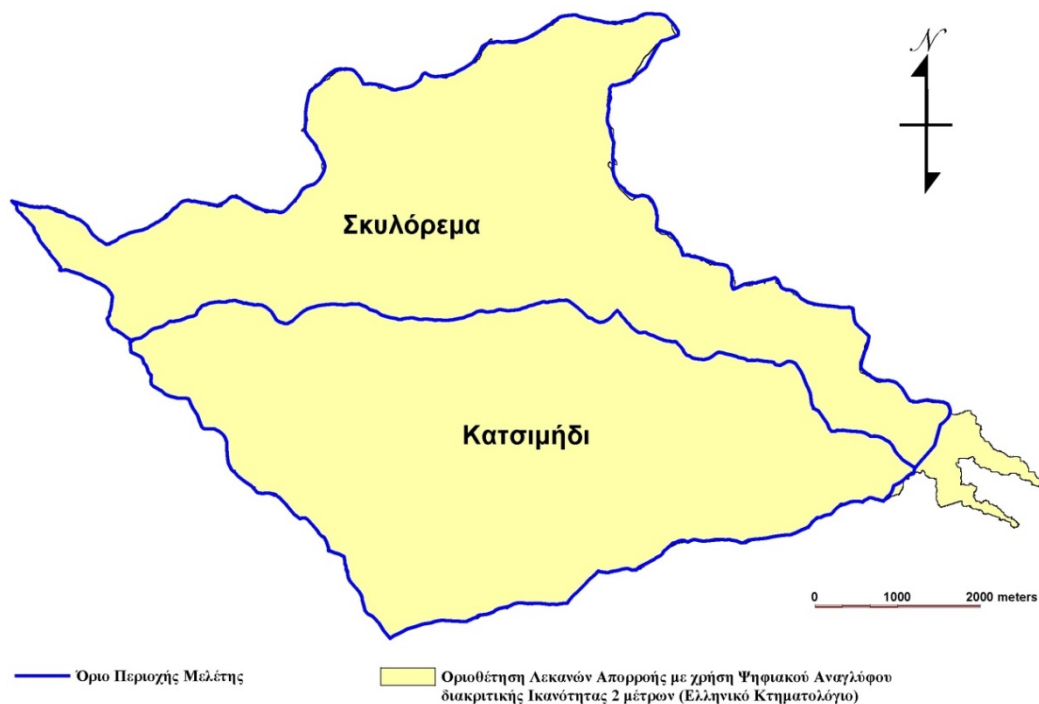 N
Σκυλόρεμα
Κατσιμήδι
0 1000 2000 meters
Όριο Περιοχής Μελέτης
Οριοθέτηση Λεκανών Απορροής με χρήση Ψηφιακού Αναγλύφου
διακριτικής Ικανότητας 2 μέτρων (Ελληνικό Κτηματολόγιο)